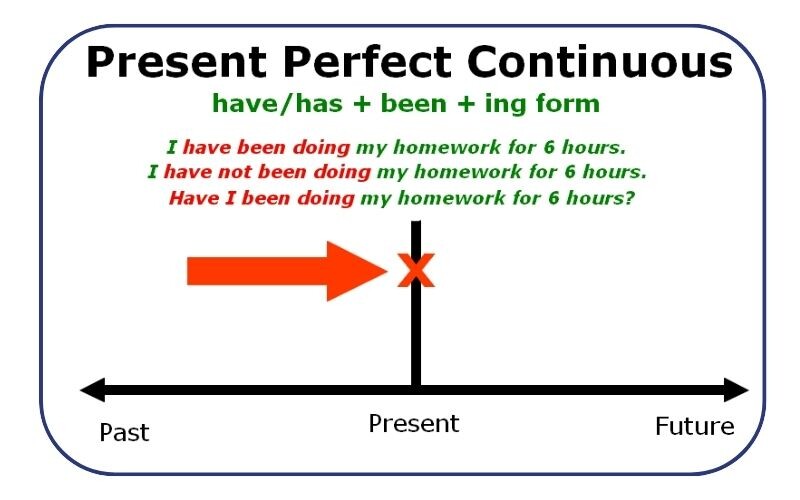 Present Perfect Continuous
have/has + been + ing form
I have been doing my homework for 6 hours.
I have not been doing my homework for 6 hours.
Have I been doing my homework for 6 hours?
X
Past
Present
Future